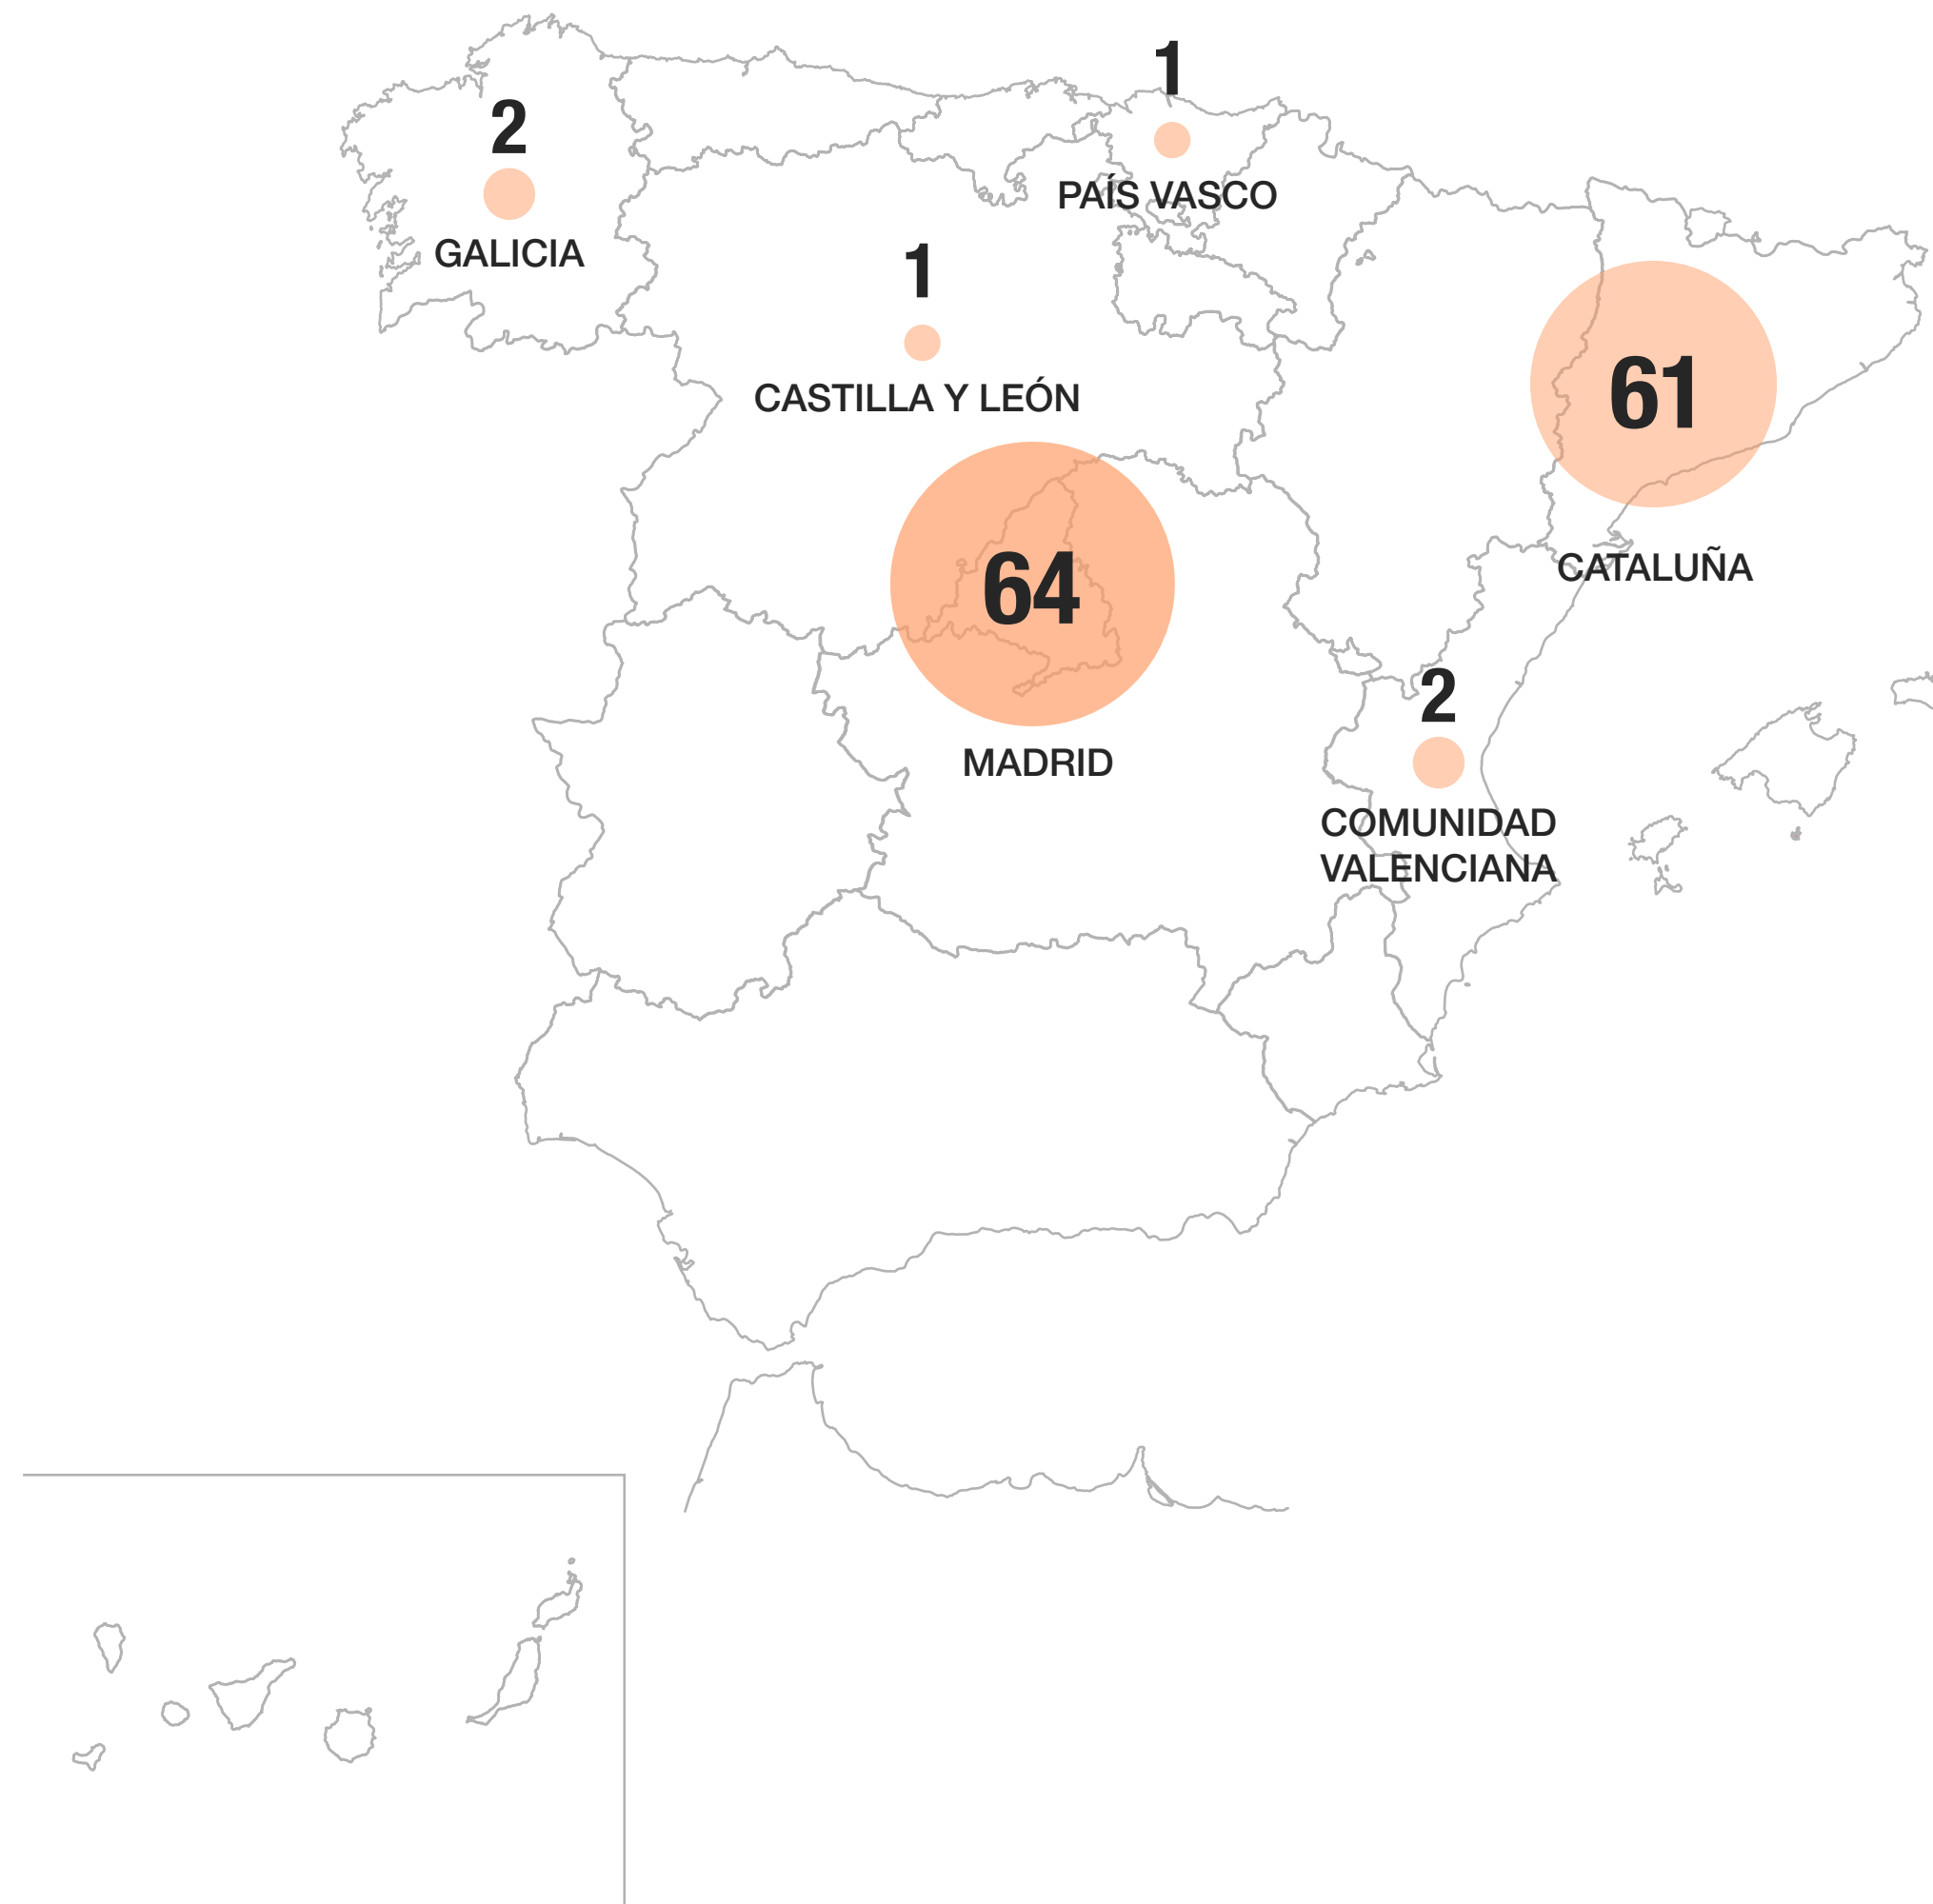 1
PAÍS VASCO
2
GALICIA
1
CASTILLA Y LEÓN
61
CATALUÑA
64
MADRID
2
COMUNIDAD
VALENCIANA